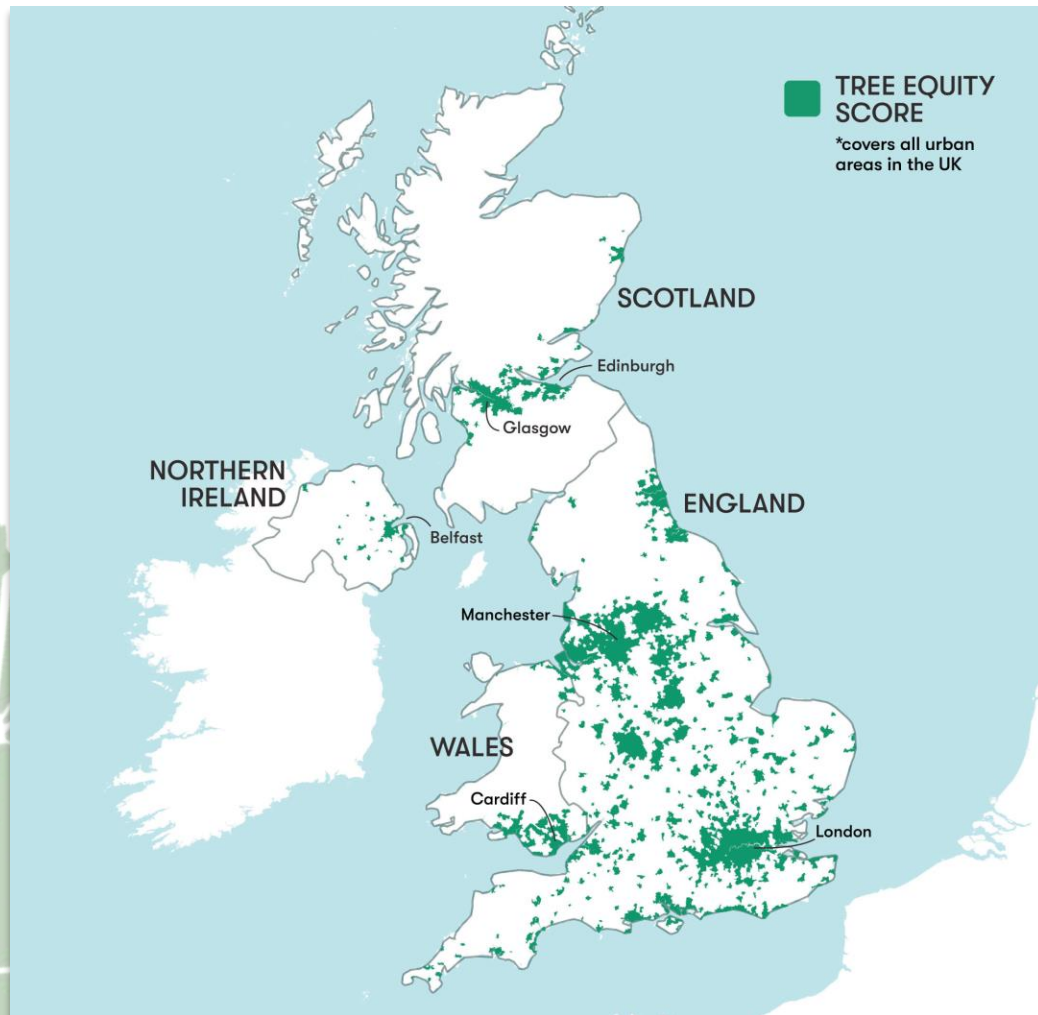 TREE EQUITY
SCORE
*covers all urban
areas in the UK
SCOTLAND
Edinburgh
Glasgow
NORTHERN
IRELAND
Belfast
ENGLAND
Manchester
WALES
Cardiff
London